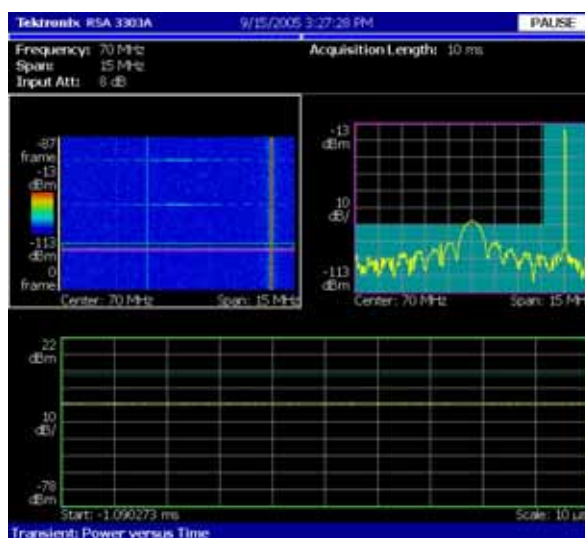 Tektronix RSA 3303A 9/15/2005 3:27:28 PM PAUSE
Frequency: 70 MHz Acquisition Length: 10 ms
Span: 15 MHz
Input Att: 8 dB
-87
frame
-13
dBm
-113
dBm
0
frame
Center: 70 MHz Span: 15 MHz
-13
dBm
10
dB/
-113
dBm
Center: 70 MHz Span: 15 MHz
22
dBm
10
dB/
-78
dBm
Start: -1.090273 ms Scale: 10 µs
Transient: Power versus Time